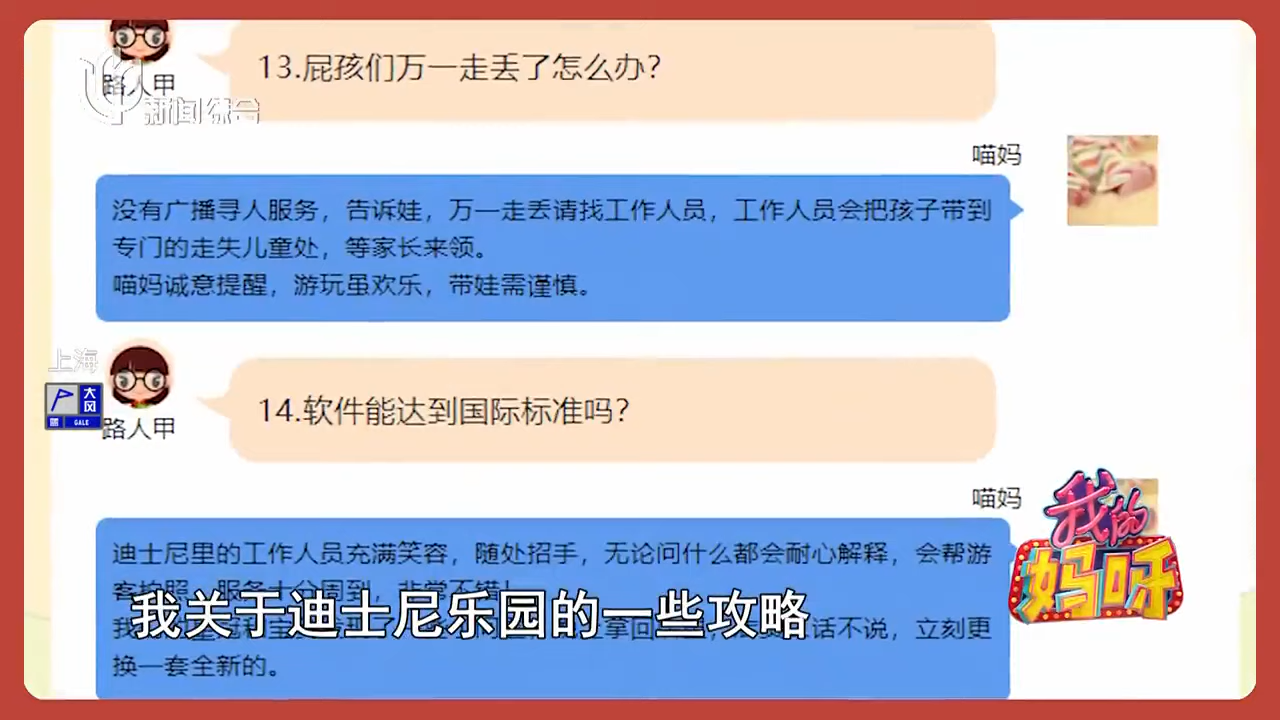 13.屁孩们万一走丢了怎么办?
路人甲
新闻综合
喵妈
没有广播寻人服务，告诉娃，万一走丢请找工作人员，工作人员会把孩子带到
专门的走失儿童处，等家长来领。
喵妈诚意提醒，游玩虽欢乐，带娃需谨慎。
上海
大风
GALE
路人甲
14.软件能达到国际标准吗?
喵妈
迪士尼里的工作人员充满笑容，随处招手，无论问什么都会耐心解释，会帮游
客拍照，服务十分周到，非常不错!
我
拿回
话不说，立刻更
换一套全新的。
我关于迪士尼乐园的一些攻略
我的
妈呀